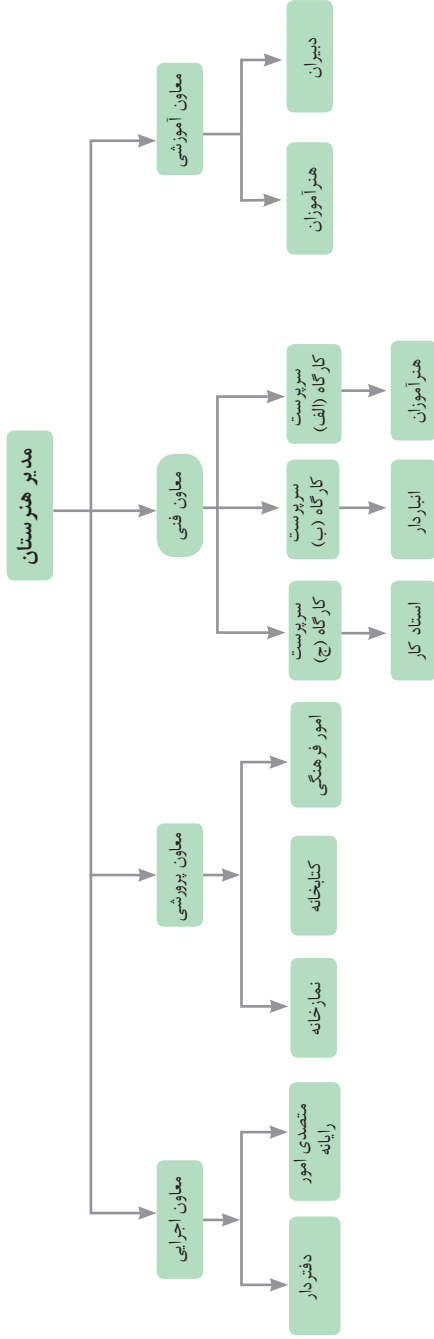 مدیر هنرستان
معاون آموزشی
معاون فنی
معاون پرورشی
معاون اجرایی
دبیران
هنرآموزان
سرپرست
کارگاه (الف)
سرپرست
کارگاه (ب)
سرپرست
کارگاه (ج)
امور فرهنگی
کتابخانه
نمازخانه
متصدی امور
رایانه
دفتردار
هنرآموزان
انباردار
استاد کار